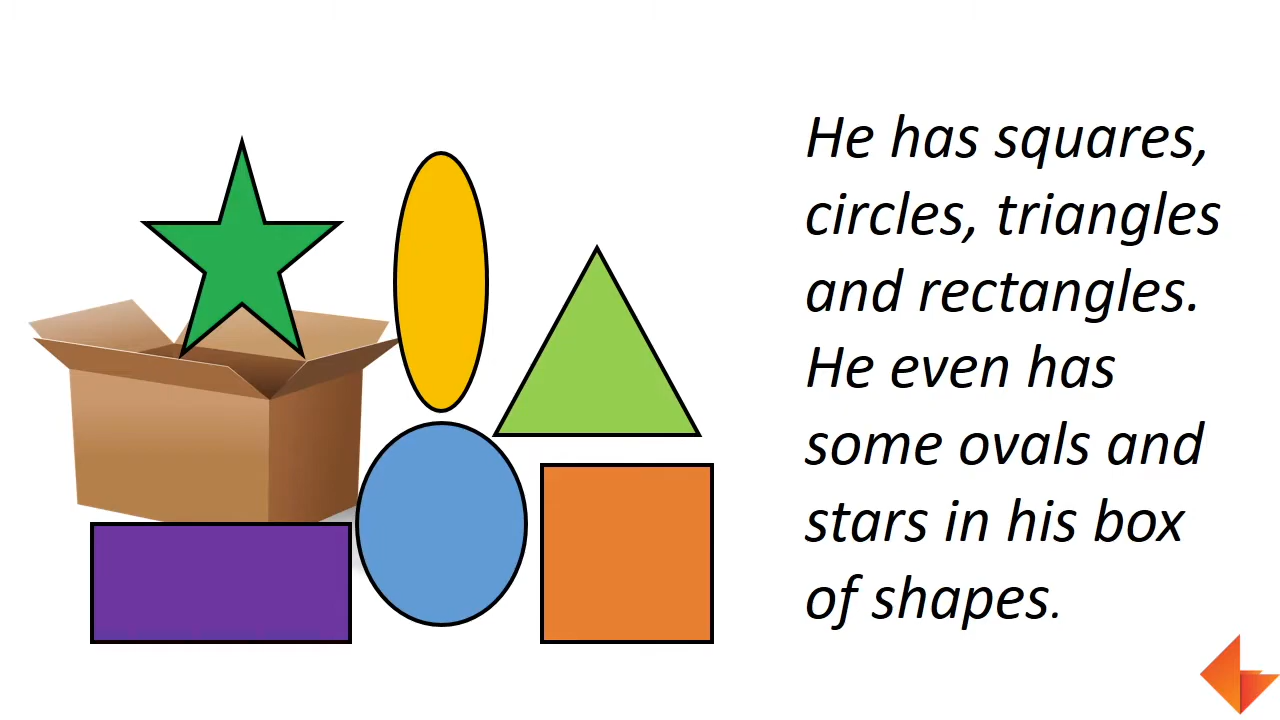 He has squares,
circles, triangles
and rectangles.
He even has
some ovals and
stars in his box
of shapes.